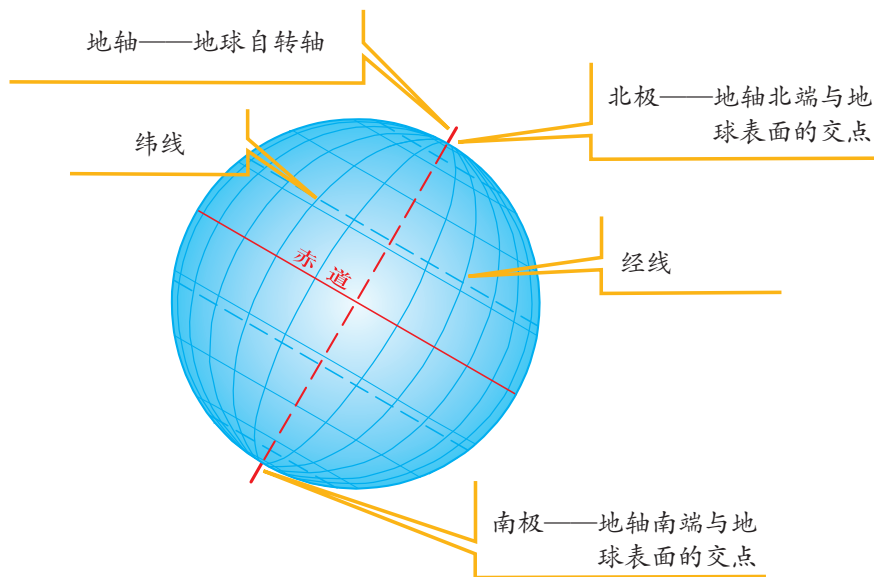 地轴——地球自转轴
北极——地轴北端与地
球表面的交点
纬线
赤道
经线
南极——地轴南端与地
球表面的交点